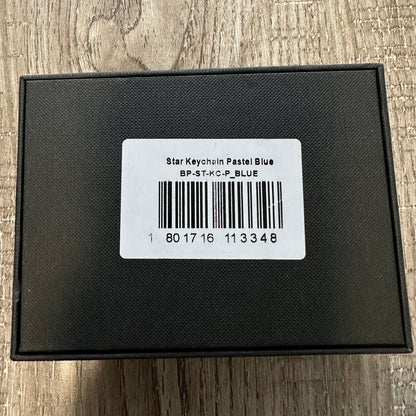 Star Keychain Pastel Blue
BP-ST-KC-P_BLUE
1 801716 113348